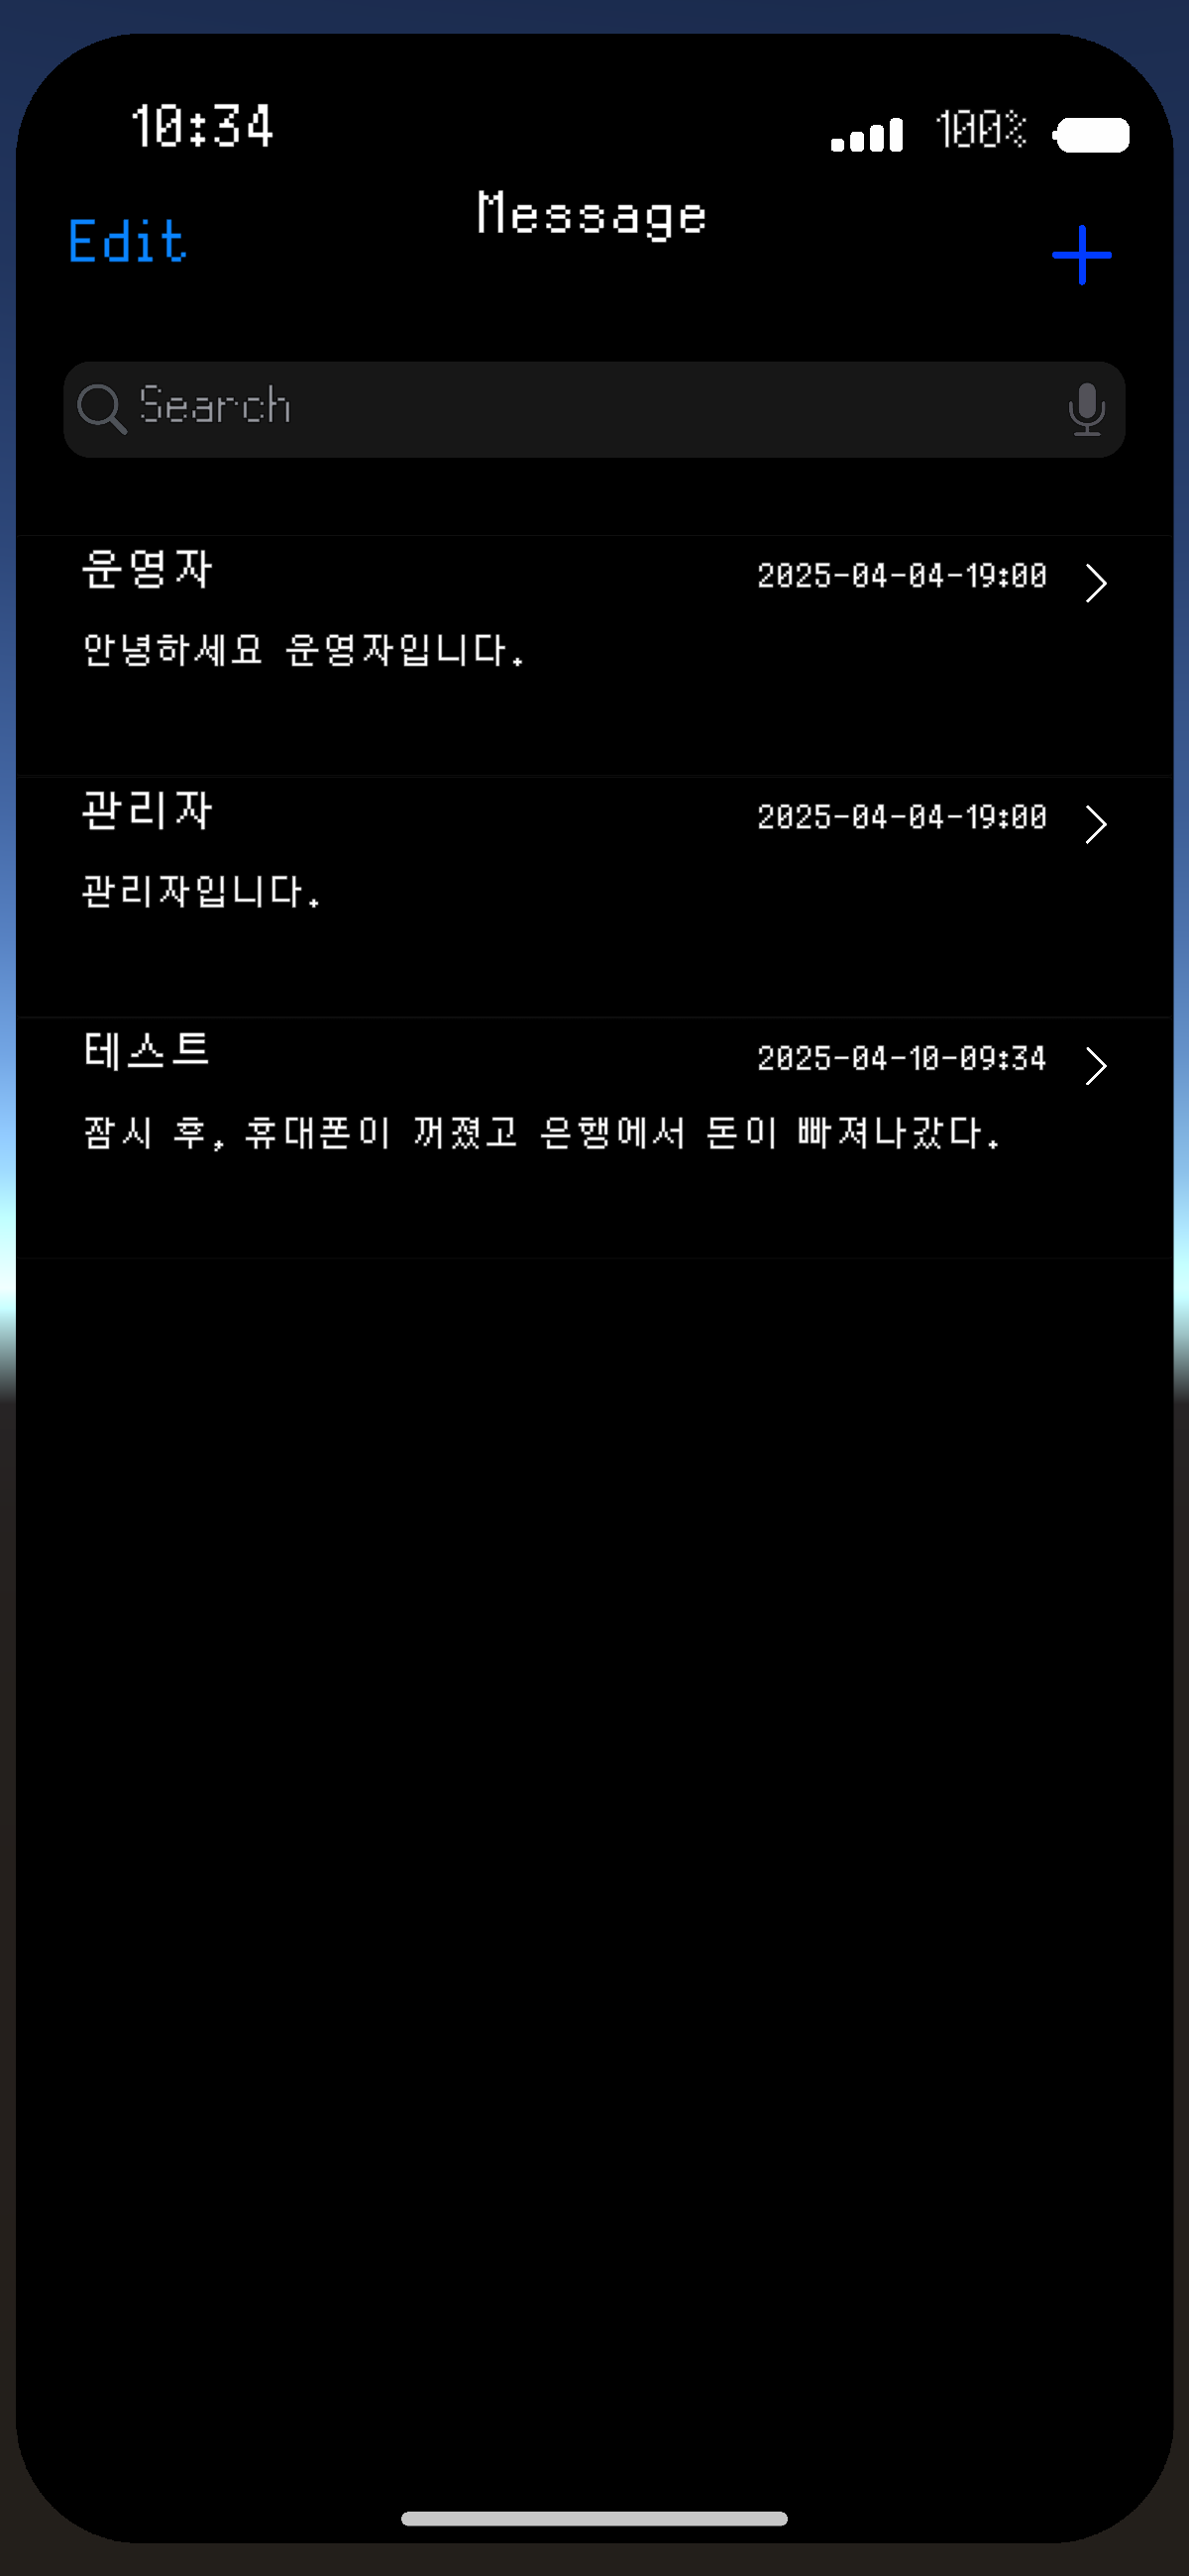 10:34
100%
Edit
Message
Search
운영자
2025-04-04-19:00
안녕하세요 운영자입니다.
관리자
2025-04-04-19:00
관리자입니다.
테스트
2025-04-10-09:34
잠시 후, 휴대폰이 꺼졌고 은행에서 돈이 빠져나갔다.